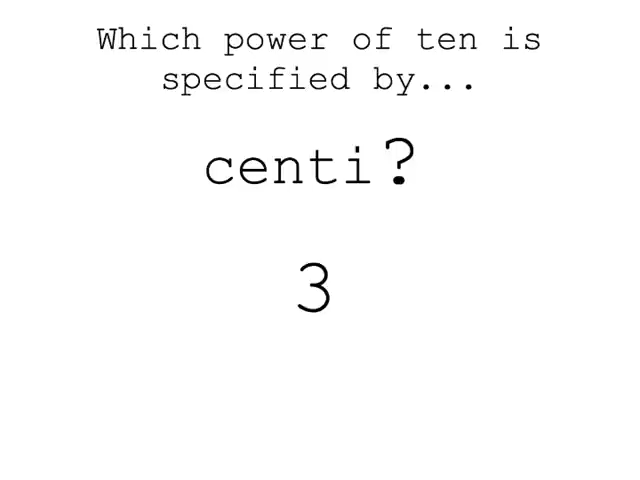 Which power of ten is
specified by...
centi?
3